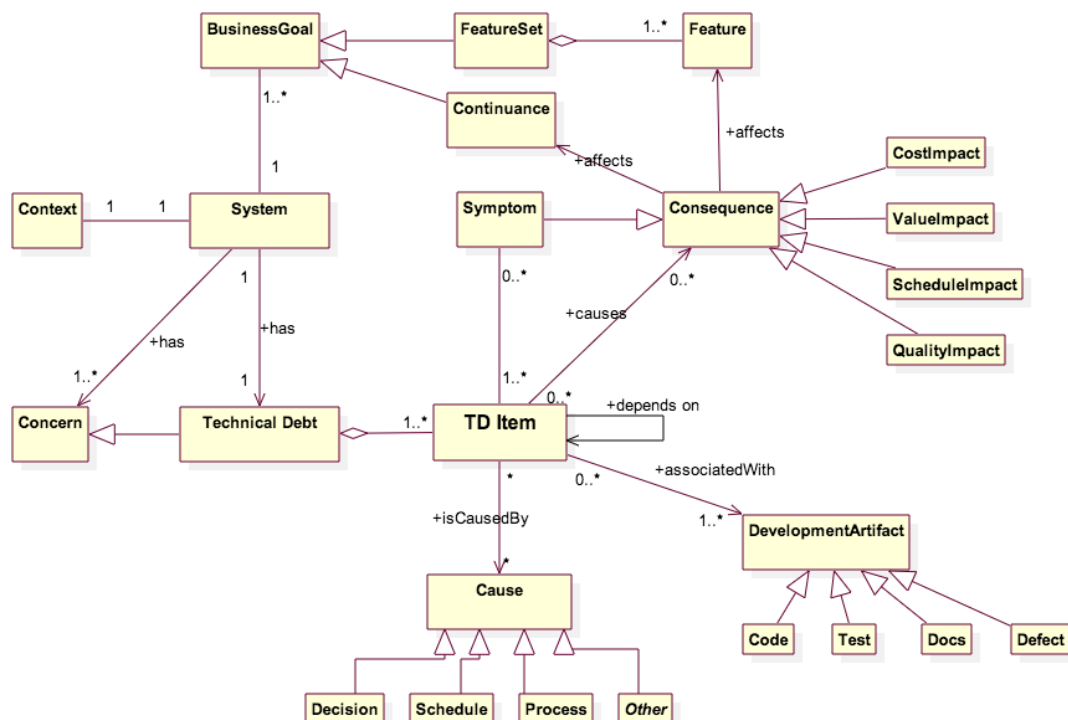 BusinessGoal
FeatureSet
1..*
Feature
1..*
Continuance
+affects
+affects
CostImpact
1
Context
1
1
System
Symptom
Consequence
ValueImpact
1
0..*
0..*
ScheduleImpact
+has
+has
+causes
QualityImpact
1..*
1
1..*
0..*
+depends on
Concern
Technical Debt
1..*
TD Item
*
0..*
+associatedWith
+isCausedBy
1..*
DevelopmentArtifact
*
Cause
Code
Test
Docs
Defect
Decision
Schedule
Process
Other